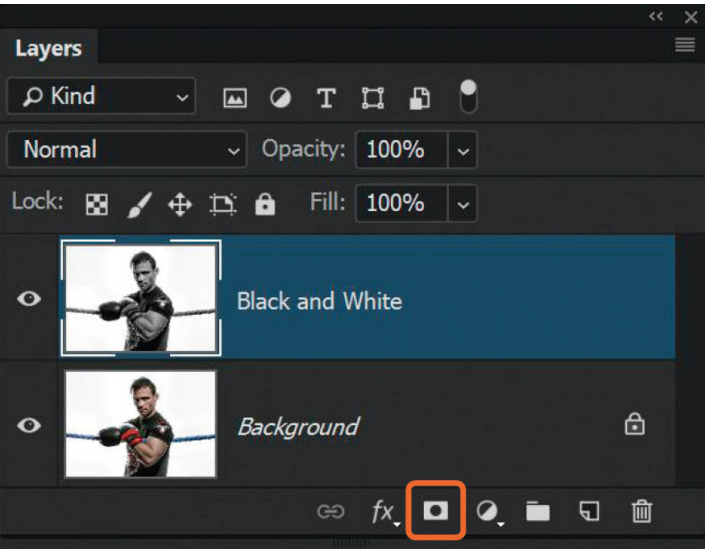 Layers
Kind
Normal Opacity: 100%
Lock: Fill: 100%
Black and White
Background
fx